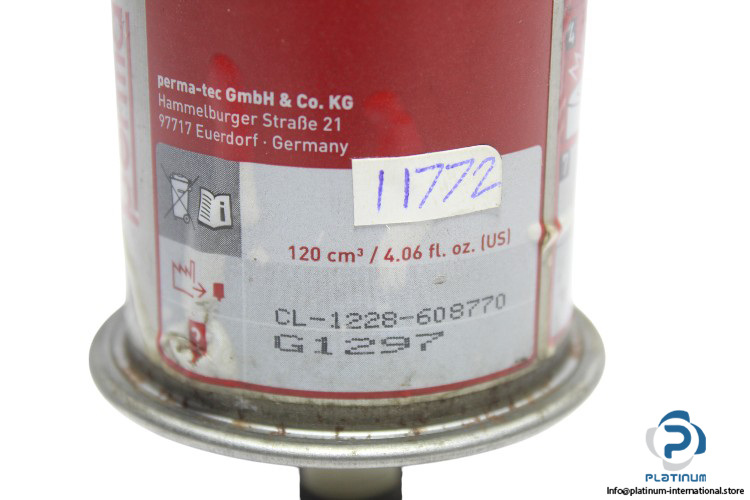 perma-tec GmbH & Co. KG
Hammelburger Straße 21
97717 Euerdorf · Germany
11772
120 cm³ / 4.06 fl. oz. (US)
CL-1228-608770
G1297
PLATINUM
Info@platinum-international.store